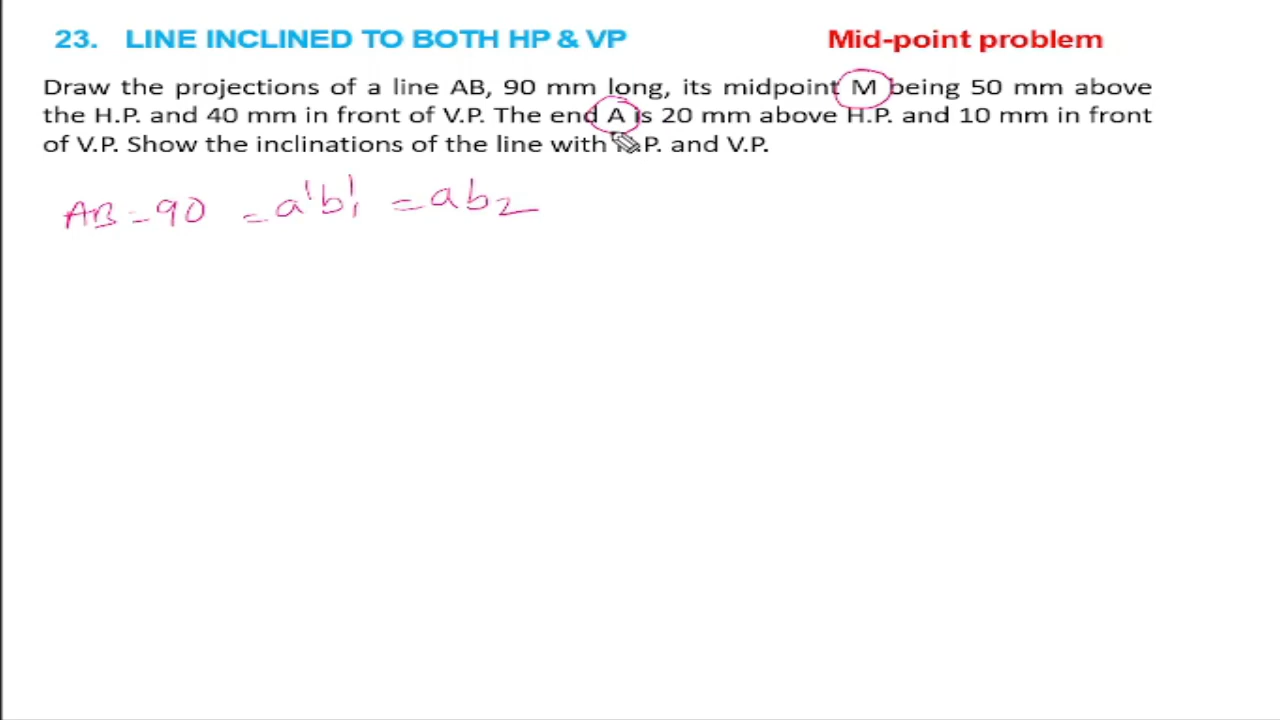 23. LINE INCLINED TO BOTH HP & VP
Mid-point problem
Draw the projections of a line AB, 90 mm long, its midpoint M being 50 mm above
the H.P. and 40 mm in front of V.P. The end A is 20 mm above H.P. and 10 mm in front
of V.P. Show the inclinations of the line with H.P. and V.P.
AB = 90 = a'b'₁ = ab₂